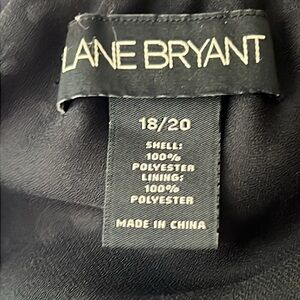 LANE BRYANT
18/20
SHELL:
100%
POLYESTER
LINING:
100%
POLYESTER
MADE IN CHINA